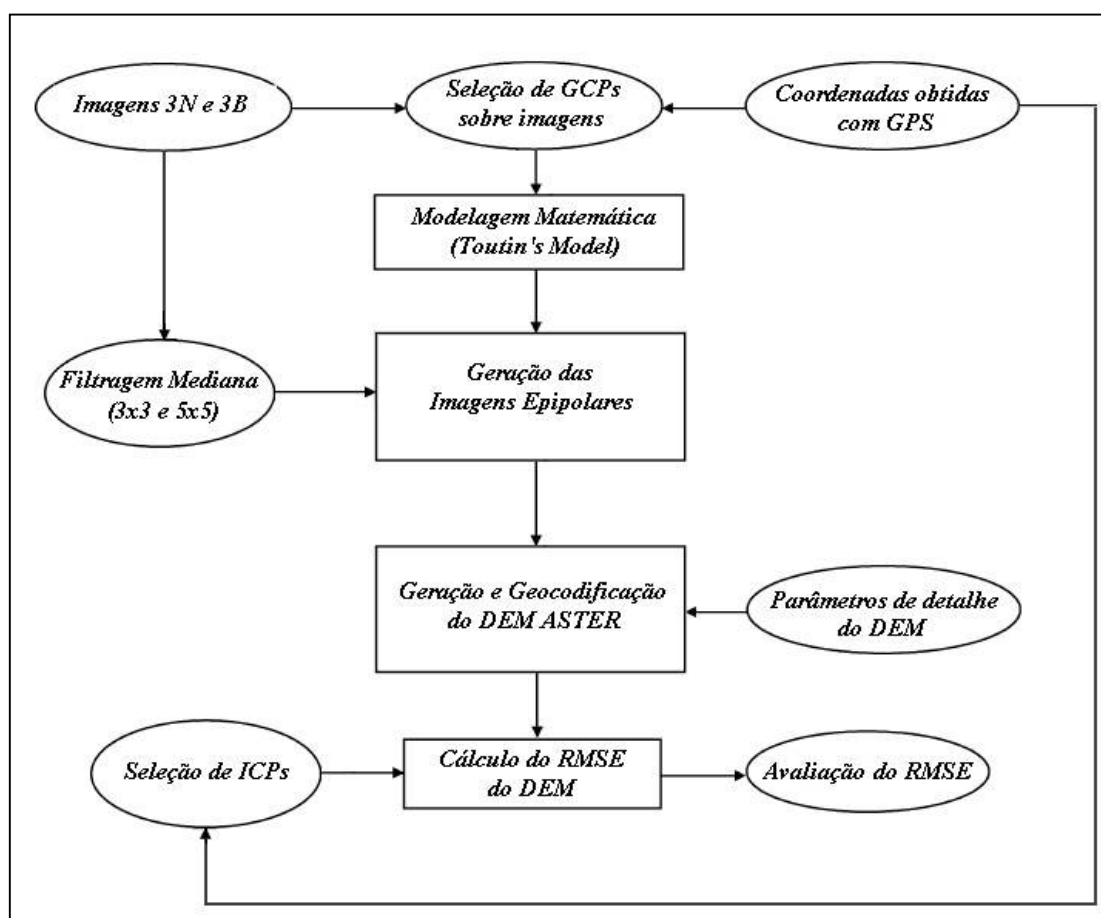 Imagens 3N e 3B
Seleção de GCPs
sobre imagens
Coordenadas obtidas
com GPS
Modelagem Matemática
(Toutin's Model)
Filtragem Mediana
(3x3 e 5x5)
Geração das
Imagens Epipolares
Geração e Geocodificação
do DEM ASTER
Parâmetros de detalhe
do DEM
Seleção de ICPs
Cálculo do RMSE
do DEM
Avaliação do RMSE